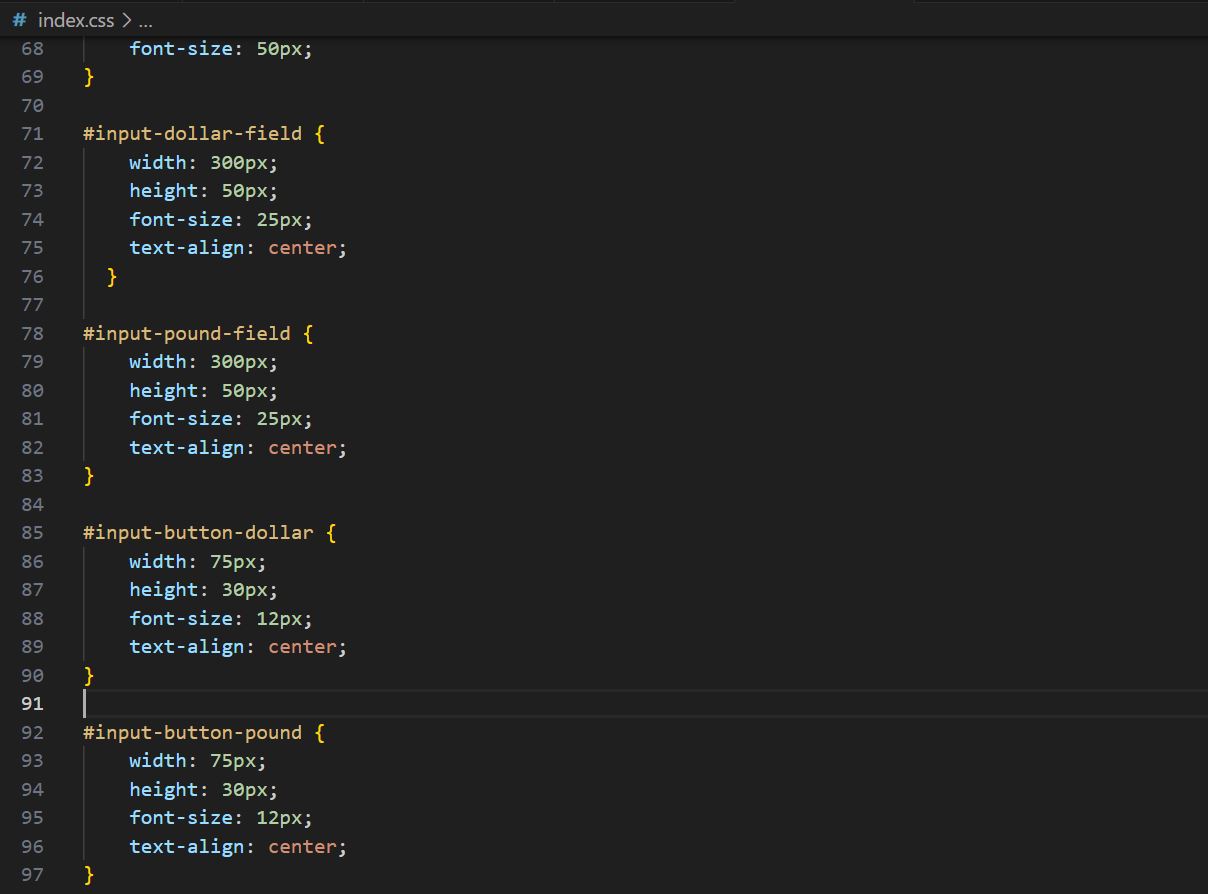 # index.css > ...
68 font-size: 50px;
69 }
70
71 #input-dollar-field {
72 width: 300px;
73 height: 50px;
74 font-size: 25px;
75 text-align: center;
76 }
77
78 #input-pound-field {
79 width: 300px;
80 height: 50px;
81 font-size: 25px;
82 text-align: center;
83 }
84
85 #input-button-dollar {
86 width: 75px;
87 height: 30px;
88 font-size: 12px;
89 text-align: center;
90 }
91
92 #input-button-pound {
93 width: 75px;
94 height: 30px;
95 font-size: 12px;
96 text-align: center;
97 }